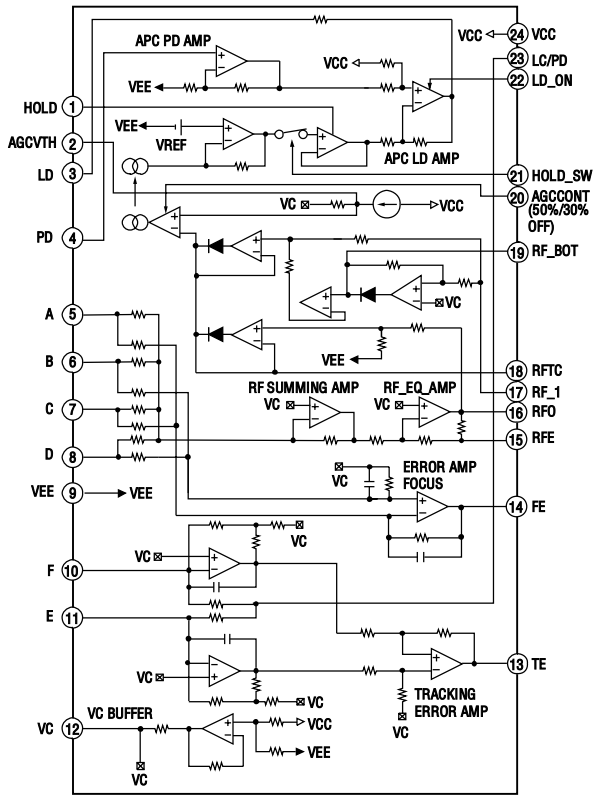 APC PD AMP
VCC
24 VCC
23 LC/PD
VCC
VEE
22 LD_ON
HOLD 1
VEE
VREF
APC LD AMP
AGCVTH 2
LD 3
21 HOLD_SW
20 AGCCONT
(50%/30%
OFF)
VC
VCC
PD 4
19 RF_BOT
VC
A 5
VEE
B 6
18 RFTC
RF SUMMING AMP
RF_EQ_AMP
17 RF_1
C 7
VC
VC
16 RFO
15 RFE
D 8
VC
ERROR AMP
FOCUS
VEE 9
VEE
14 FE
VC
VC
F 10
E 11
13 TE
VC
TRACKING
ERROR AMP
VC
VC BUFFER
VC
VC 12
VCC
VEE
VC